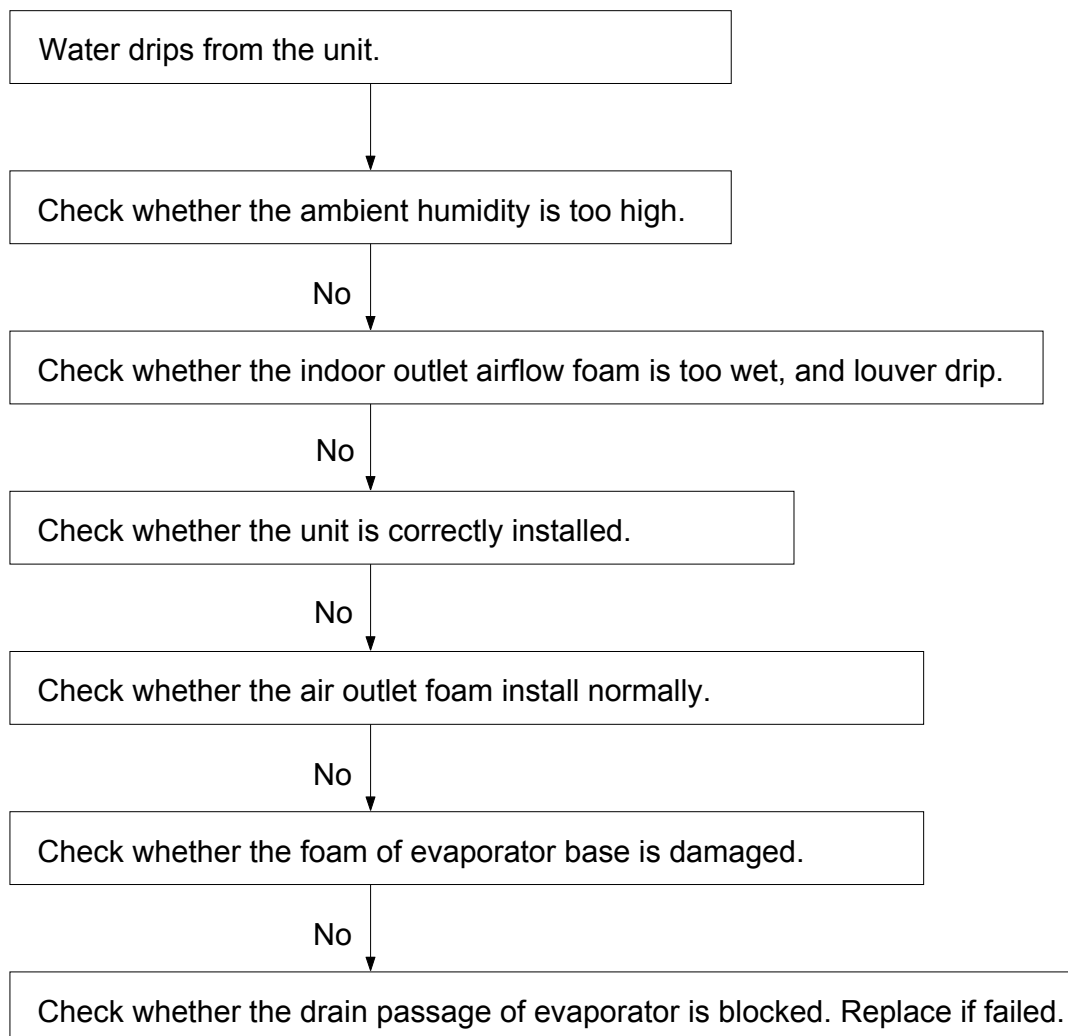 Water drips from the unit.
Check whether the ambient humidity is too high.
No
Check whether the indoor outlet airflow foam is too wet, and louver drip.
No
Check whether the unit is correctly installed.
No
Check whether the air outlet foam install normally.
No
Check whether the foam of evaporator base is damaged.
No
Check whether the drain passage of evaporator is blocked. Replace if failed.